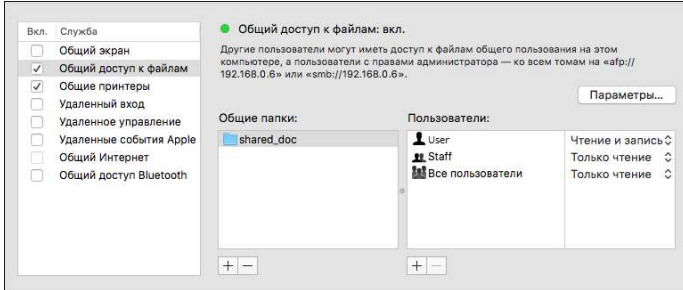 Вкл. Служба
Общий экран
Общий доступ к файлам
Общие принтеры
Удаленный вход
Удаленное управление
Удаленные события Apple
Общий Интернет
Общий доступ Bluetooth
Общий доступ к файлам: вкл.
Другие пользователи могут иметь доступ к файлам общего пользования на этом
компьютере, а пользователи с правами администратора — ко всем томам на «afp://
192.168.0.6» или «smb://192.168.0.6».
Параметры...
Общие папки:
shared_doc
Пользователи:
User Чтение и запись
Staff Только чтение
Все пользователи Только чтение